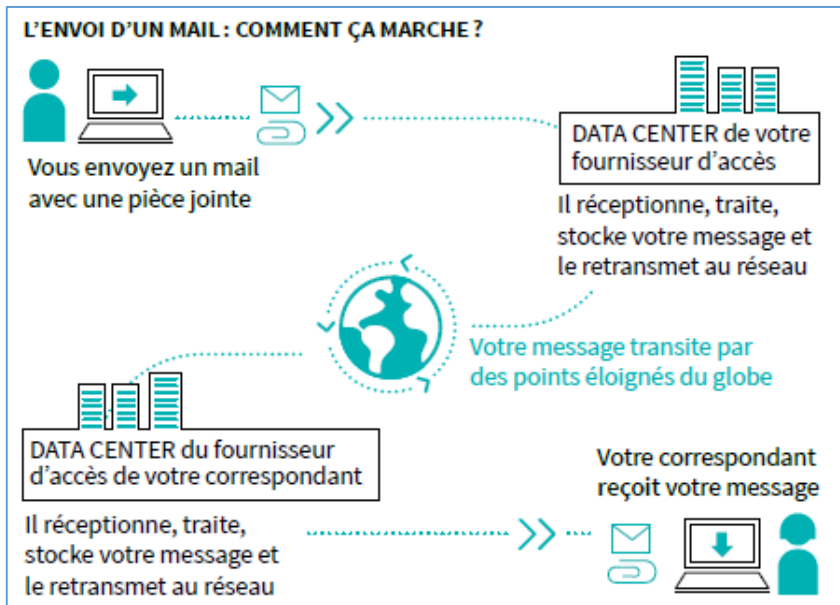 L'ENVOI D'UN MAIL : COMMENT ÇA MARCHE ?
Vous envoyez un mail
avec une pièce jointe
DATA CENTER de votre
fournisseur d'accès
Il réceptionne, traite,
stocke votre message et
le retransmet au réseau
Votre message transite par
des points éloignés du globe
DATA CENTER du fournisseur
d'accès de votre correspondant
Il réceptionne, traite,
stocke votre message et
le retransmet au réseau
Votre correspondant
reçoit votre message